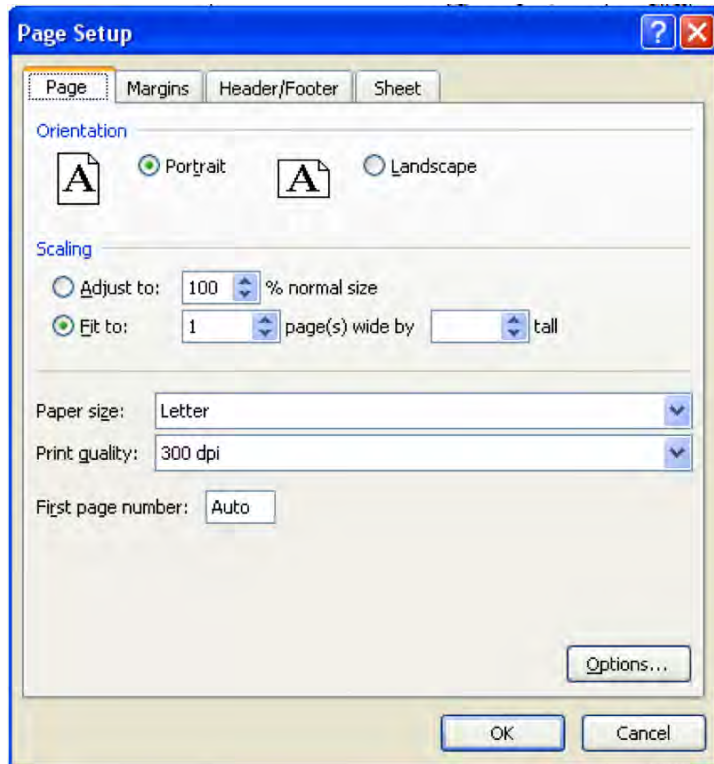 Page Setup
Page Margins Header/Footer Sheet
Orientation
A Portrait A Landscape
Scaling
Adjust to: 100 % normal size
Fit to: 1 page(s) wide by tall
Paper size: Letter
Print quality: 300 dpi
First page number: Auto
Options...
OK Cancel